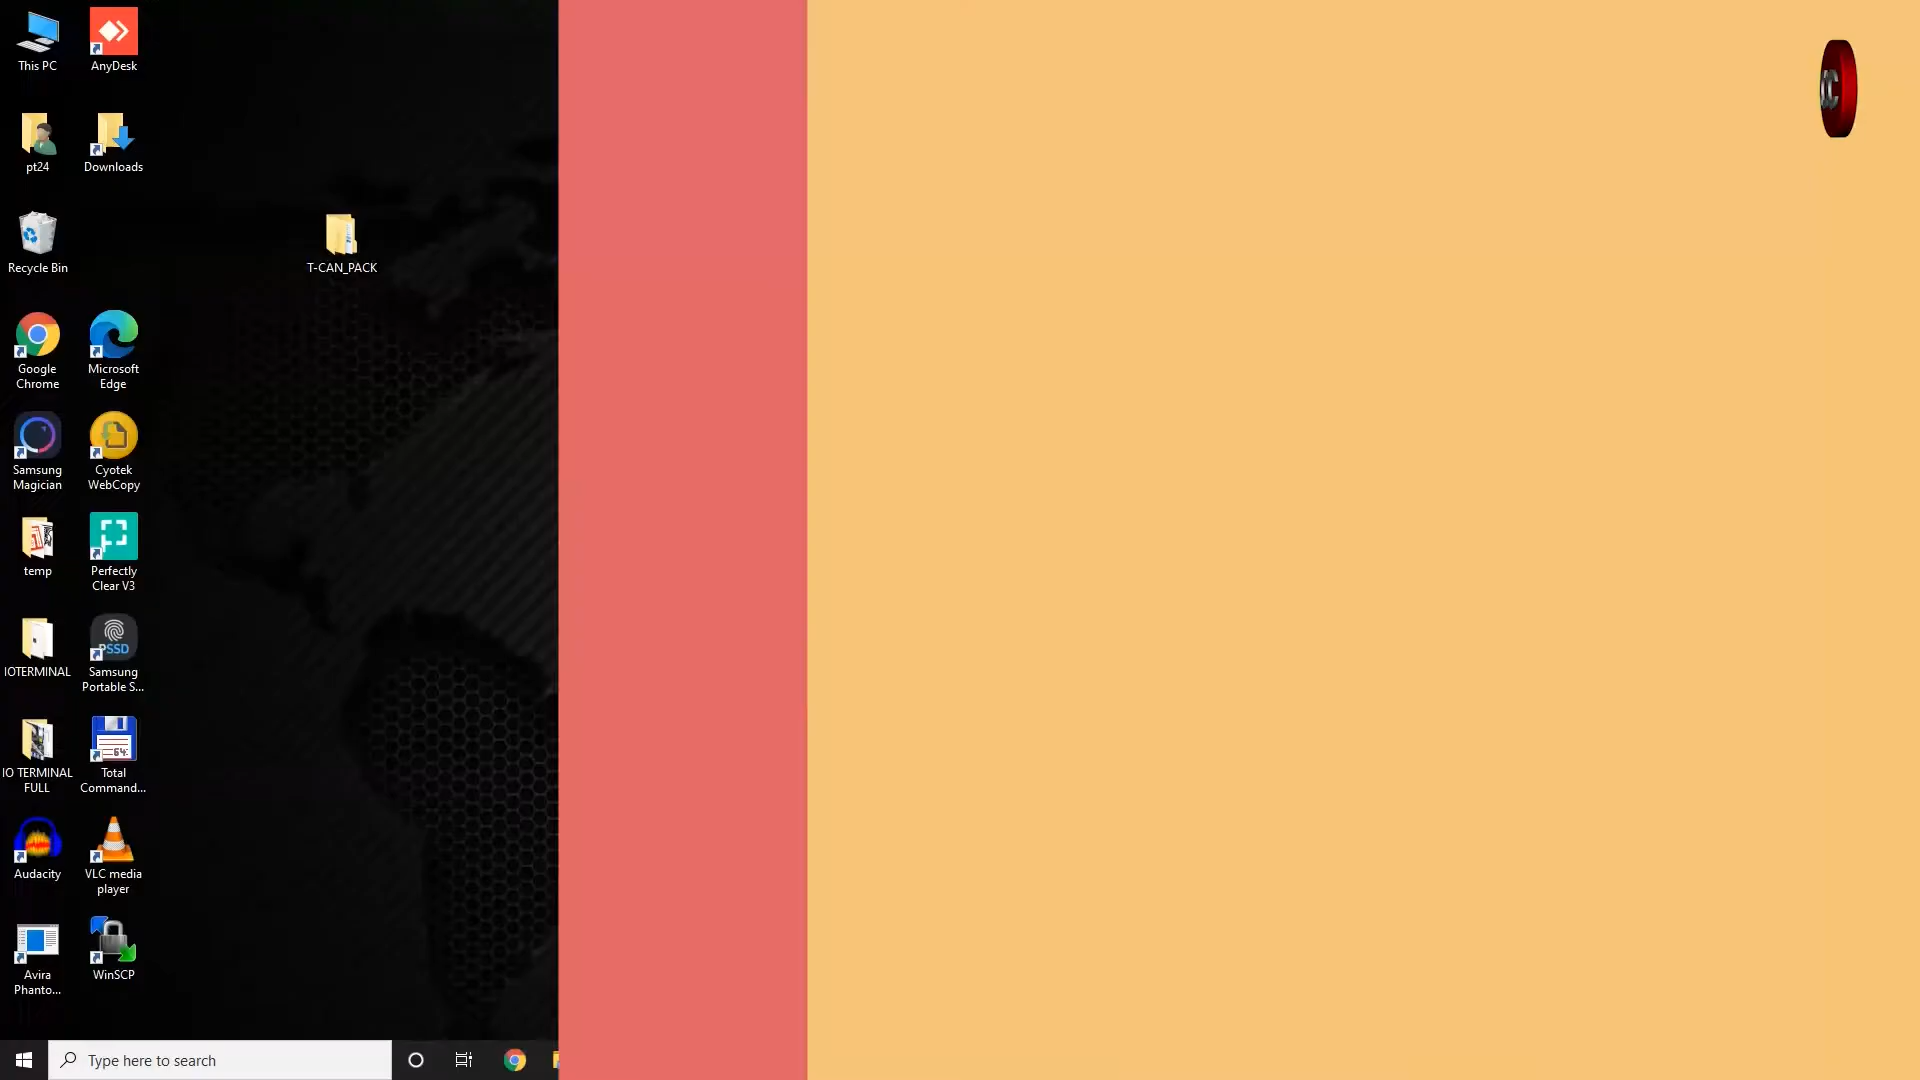 This PC
AnyDesk
pt24
Downloads
Recycle Bin
T-CAN_PACK
Google
Chrome
Microsoft
Edge
Samsung
Magician
Cyotek
WebCopy
temp
Perfectly
Clear V3
IOTERMINAL
PSSD
Samsung
Portable S...
IO TERMINAL
FULL
64
Total
Command...
Audacity
VLC media
player
Avira
Phanto...
WinSCP
Type here to search